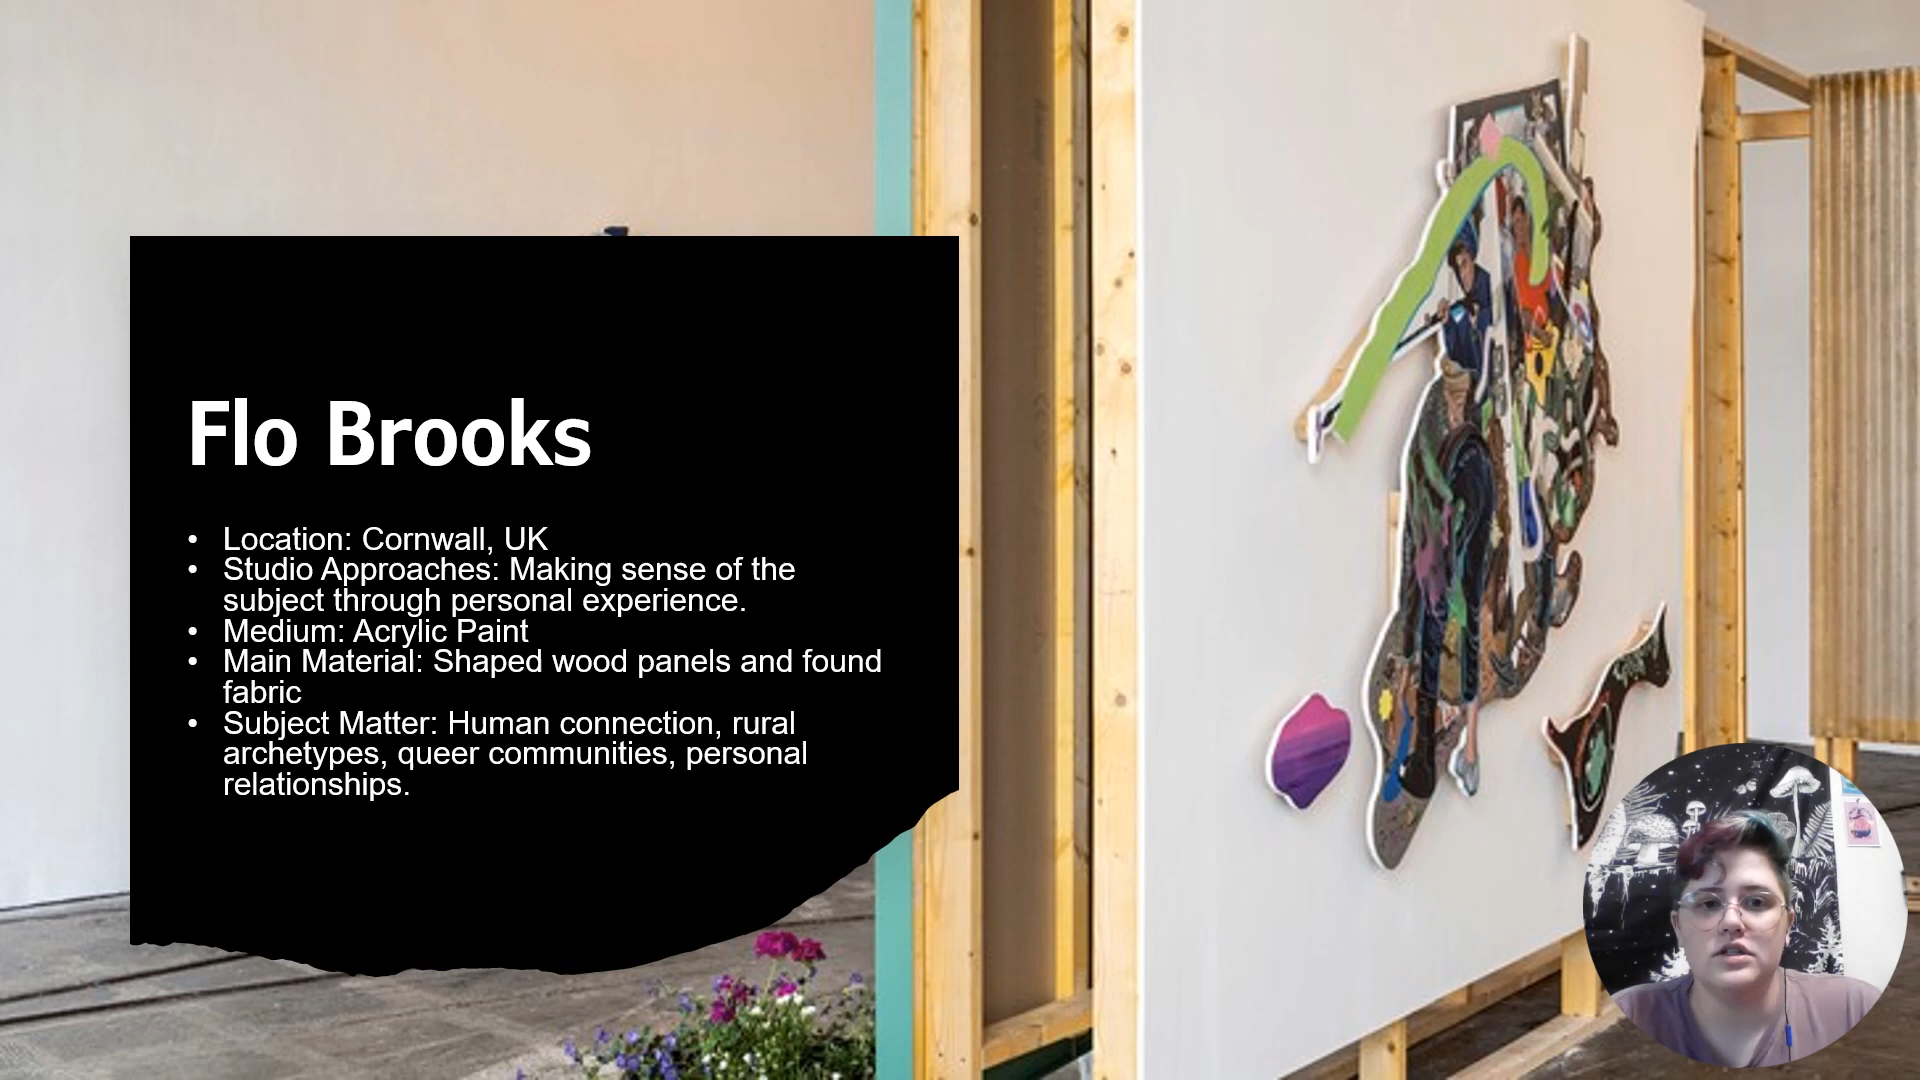 Flo Brooks
• Location: Cornwall, UK
• Studio Approaches: Making sense of the
subject through personal experience.
• Medium: Acrylic Paint
• Main Material: Shaped wood panels and found
fabric
• Subject Matter: Human connection, rural
archetypes, queer communities, personal
relationships.